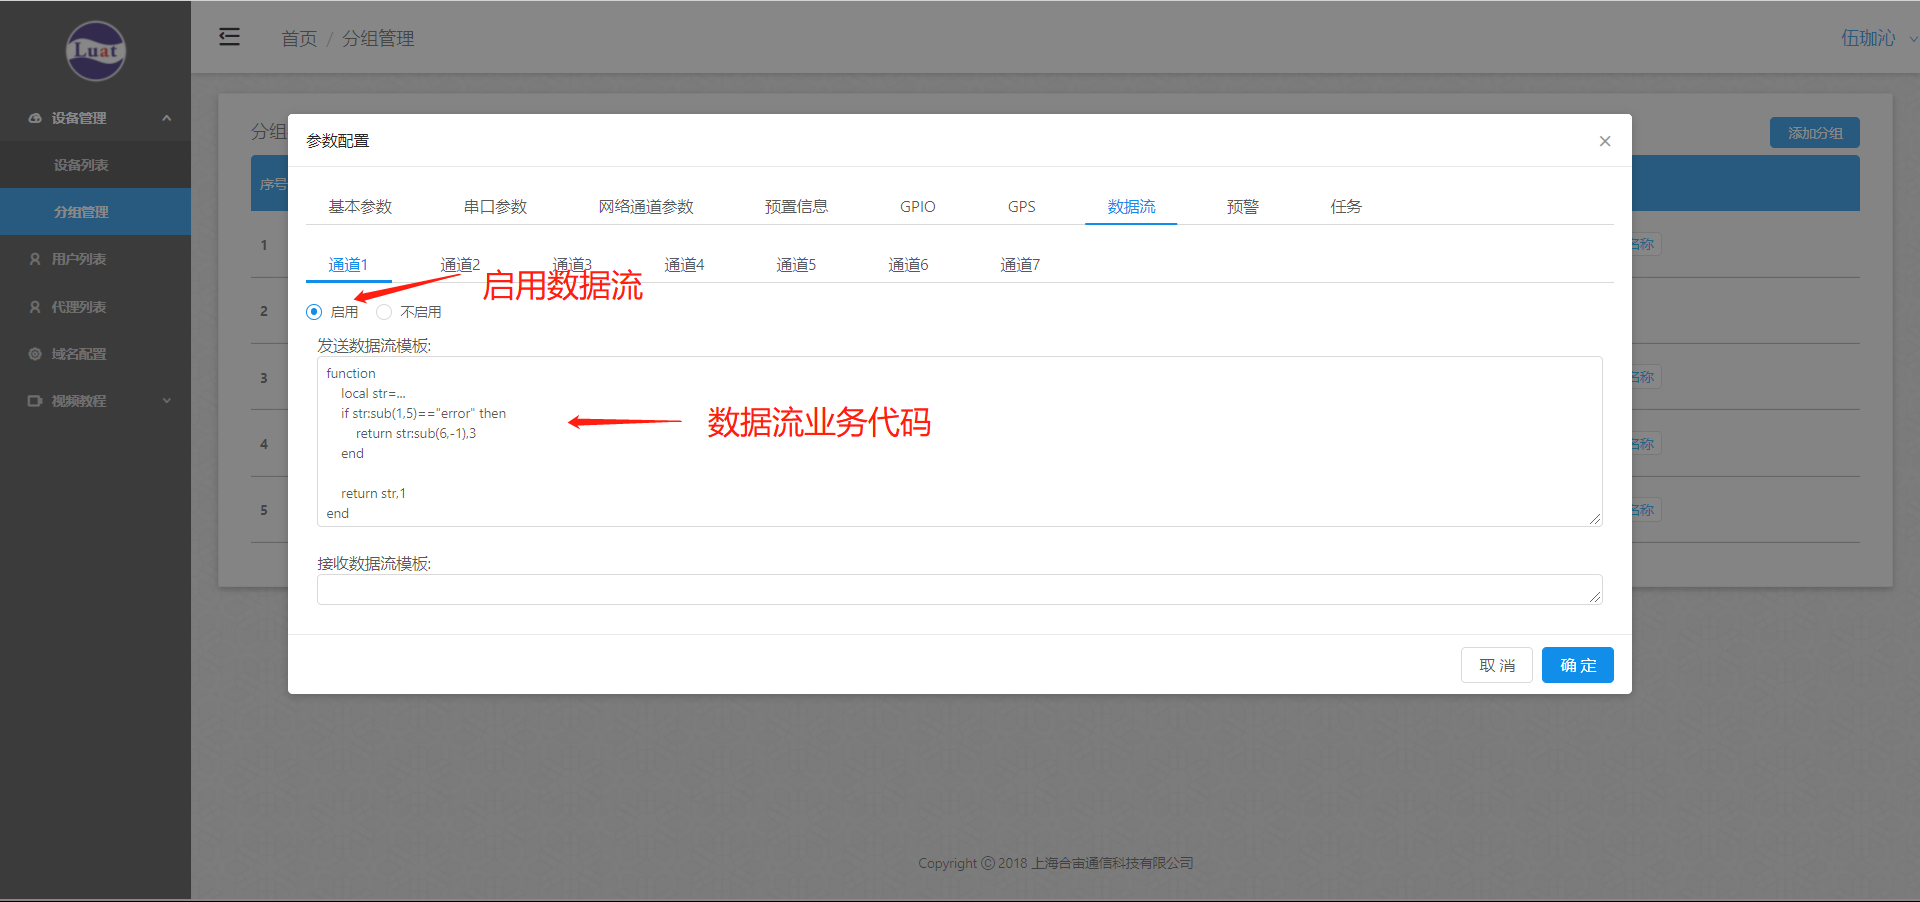 Luat
首页 / 分组管理
伍珈沁
设备管理
设备列表
分组管理
用户列表
代理列表
域名配置
视频教程
分组
添加分组
序号
1
2
3
4
5
名称
名称
名称
名称
参数配置
基本参数 串口参数 网络通道参数 预置信息 GPIO GPS 数据流 预警 任务
通道1 通道2 通道3 通道4 通道5 通道6 通道7
启用数据流
启用 不启用
发送数据流模板:
function
local str=...
if str:sub(1,5)=="error" then
return str:sub(6,-1),3
end
return str,1
end
数据流业务代码
接收数据流模板:
取 消 确 定
Copyright © 2018 上海合宙通信科技有限公司